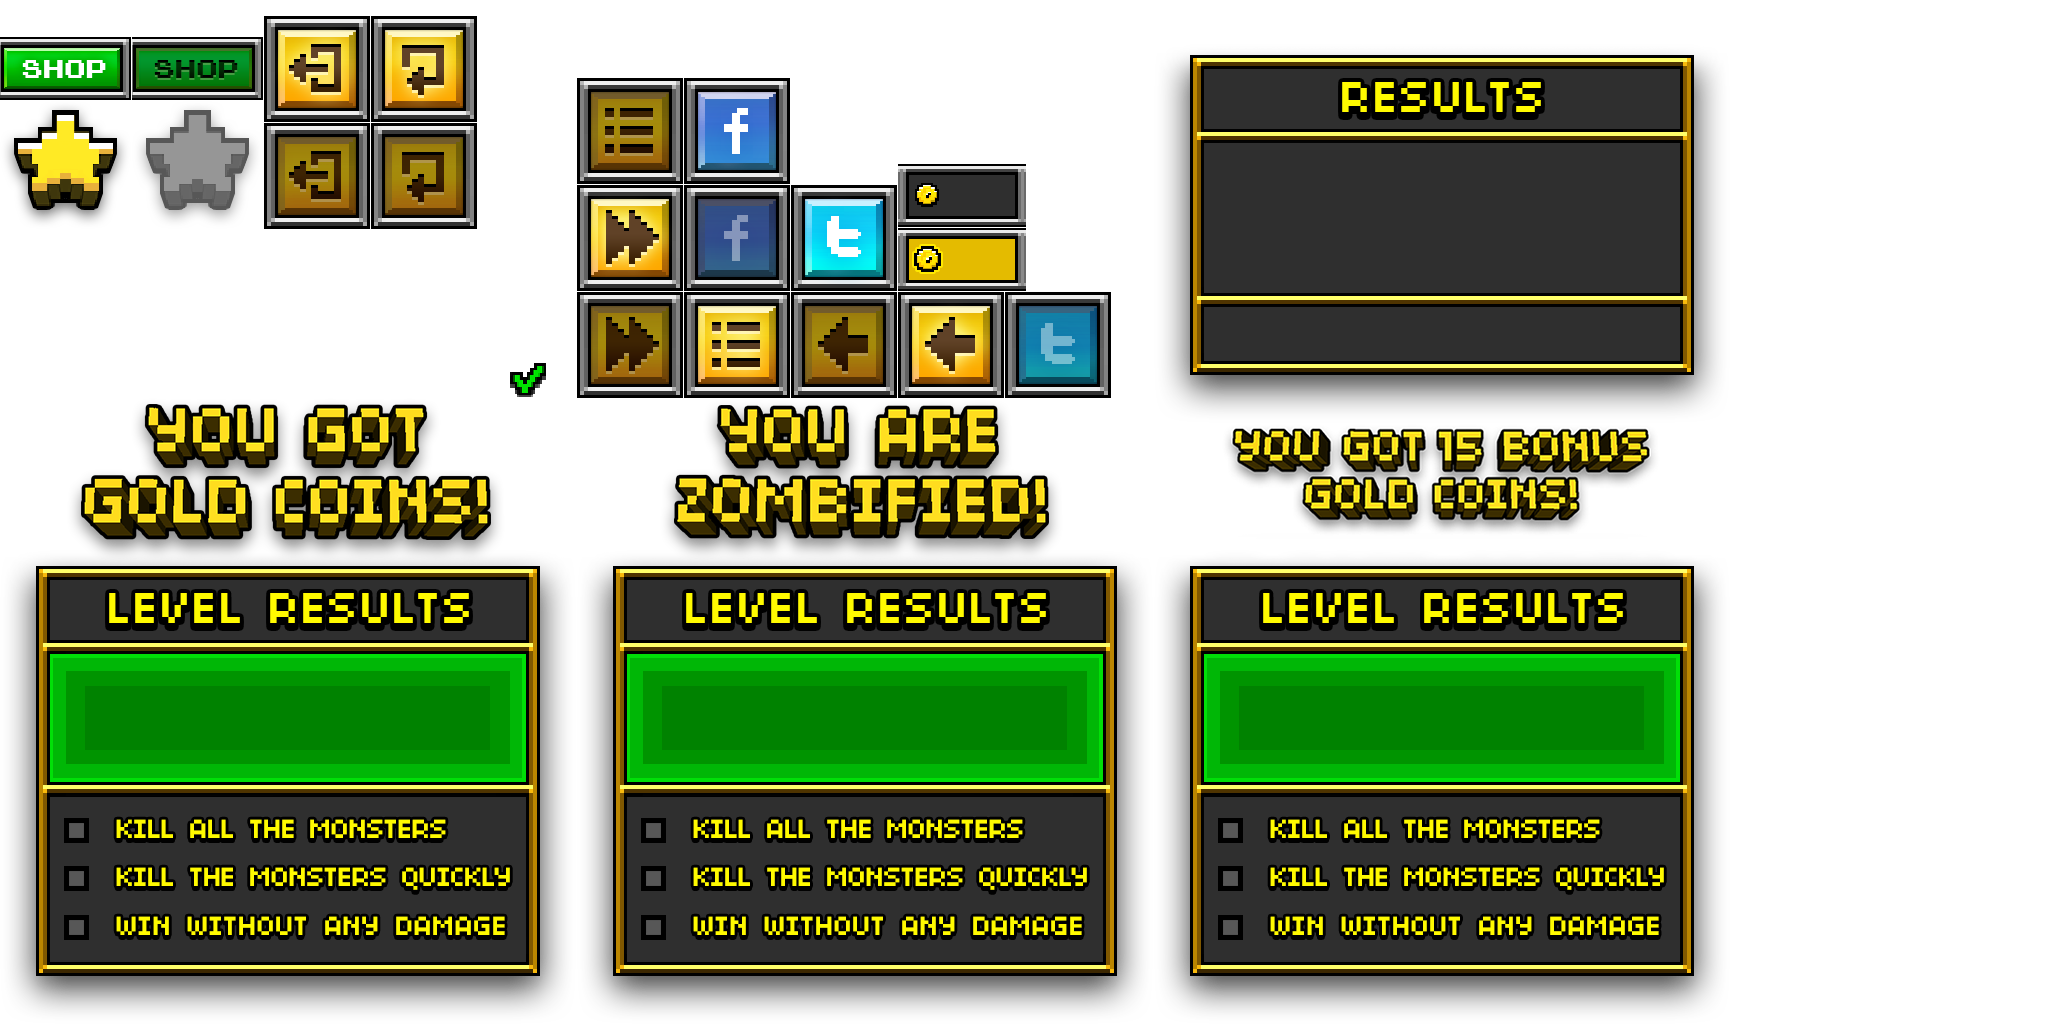 SHOP
SHOP
f
f
t
t
RESULTS
YOU GOT
GOLD COINS!
YOU ARE
ZOMBIFIED!
YOU GOT 15 BONUS
GOLD COINS!
LEVEL RESULTS
KILL ALL THE MONSTERS
KILL THE MONSTERS QUICKLY
WIN WITHOUT ANY DAMAGE
LEVEL RESULTS
KILL ALL THE MONSTERS
KILL THE MONSTERS QUICKLY
WIN WITHOUT ANY DAMAGE
LEVEL RESULTS
KILL ALL THE MONSTERS
KILL THE MONSTERS QUICKLY
WIN WITHOUT ANY DAMAGE